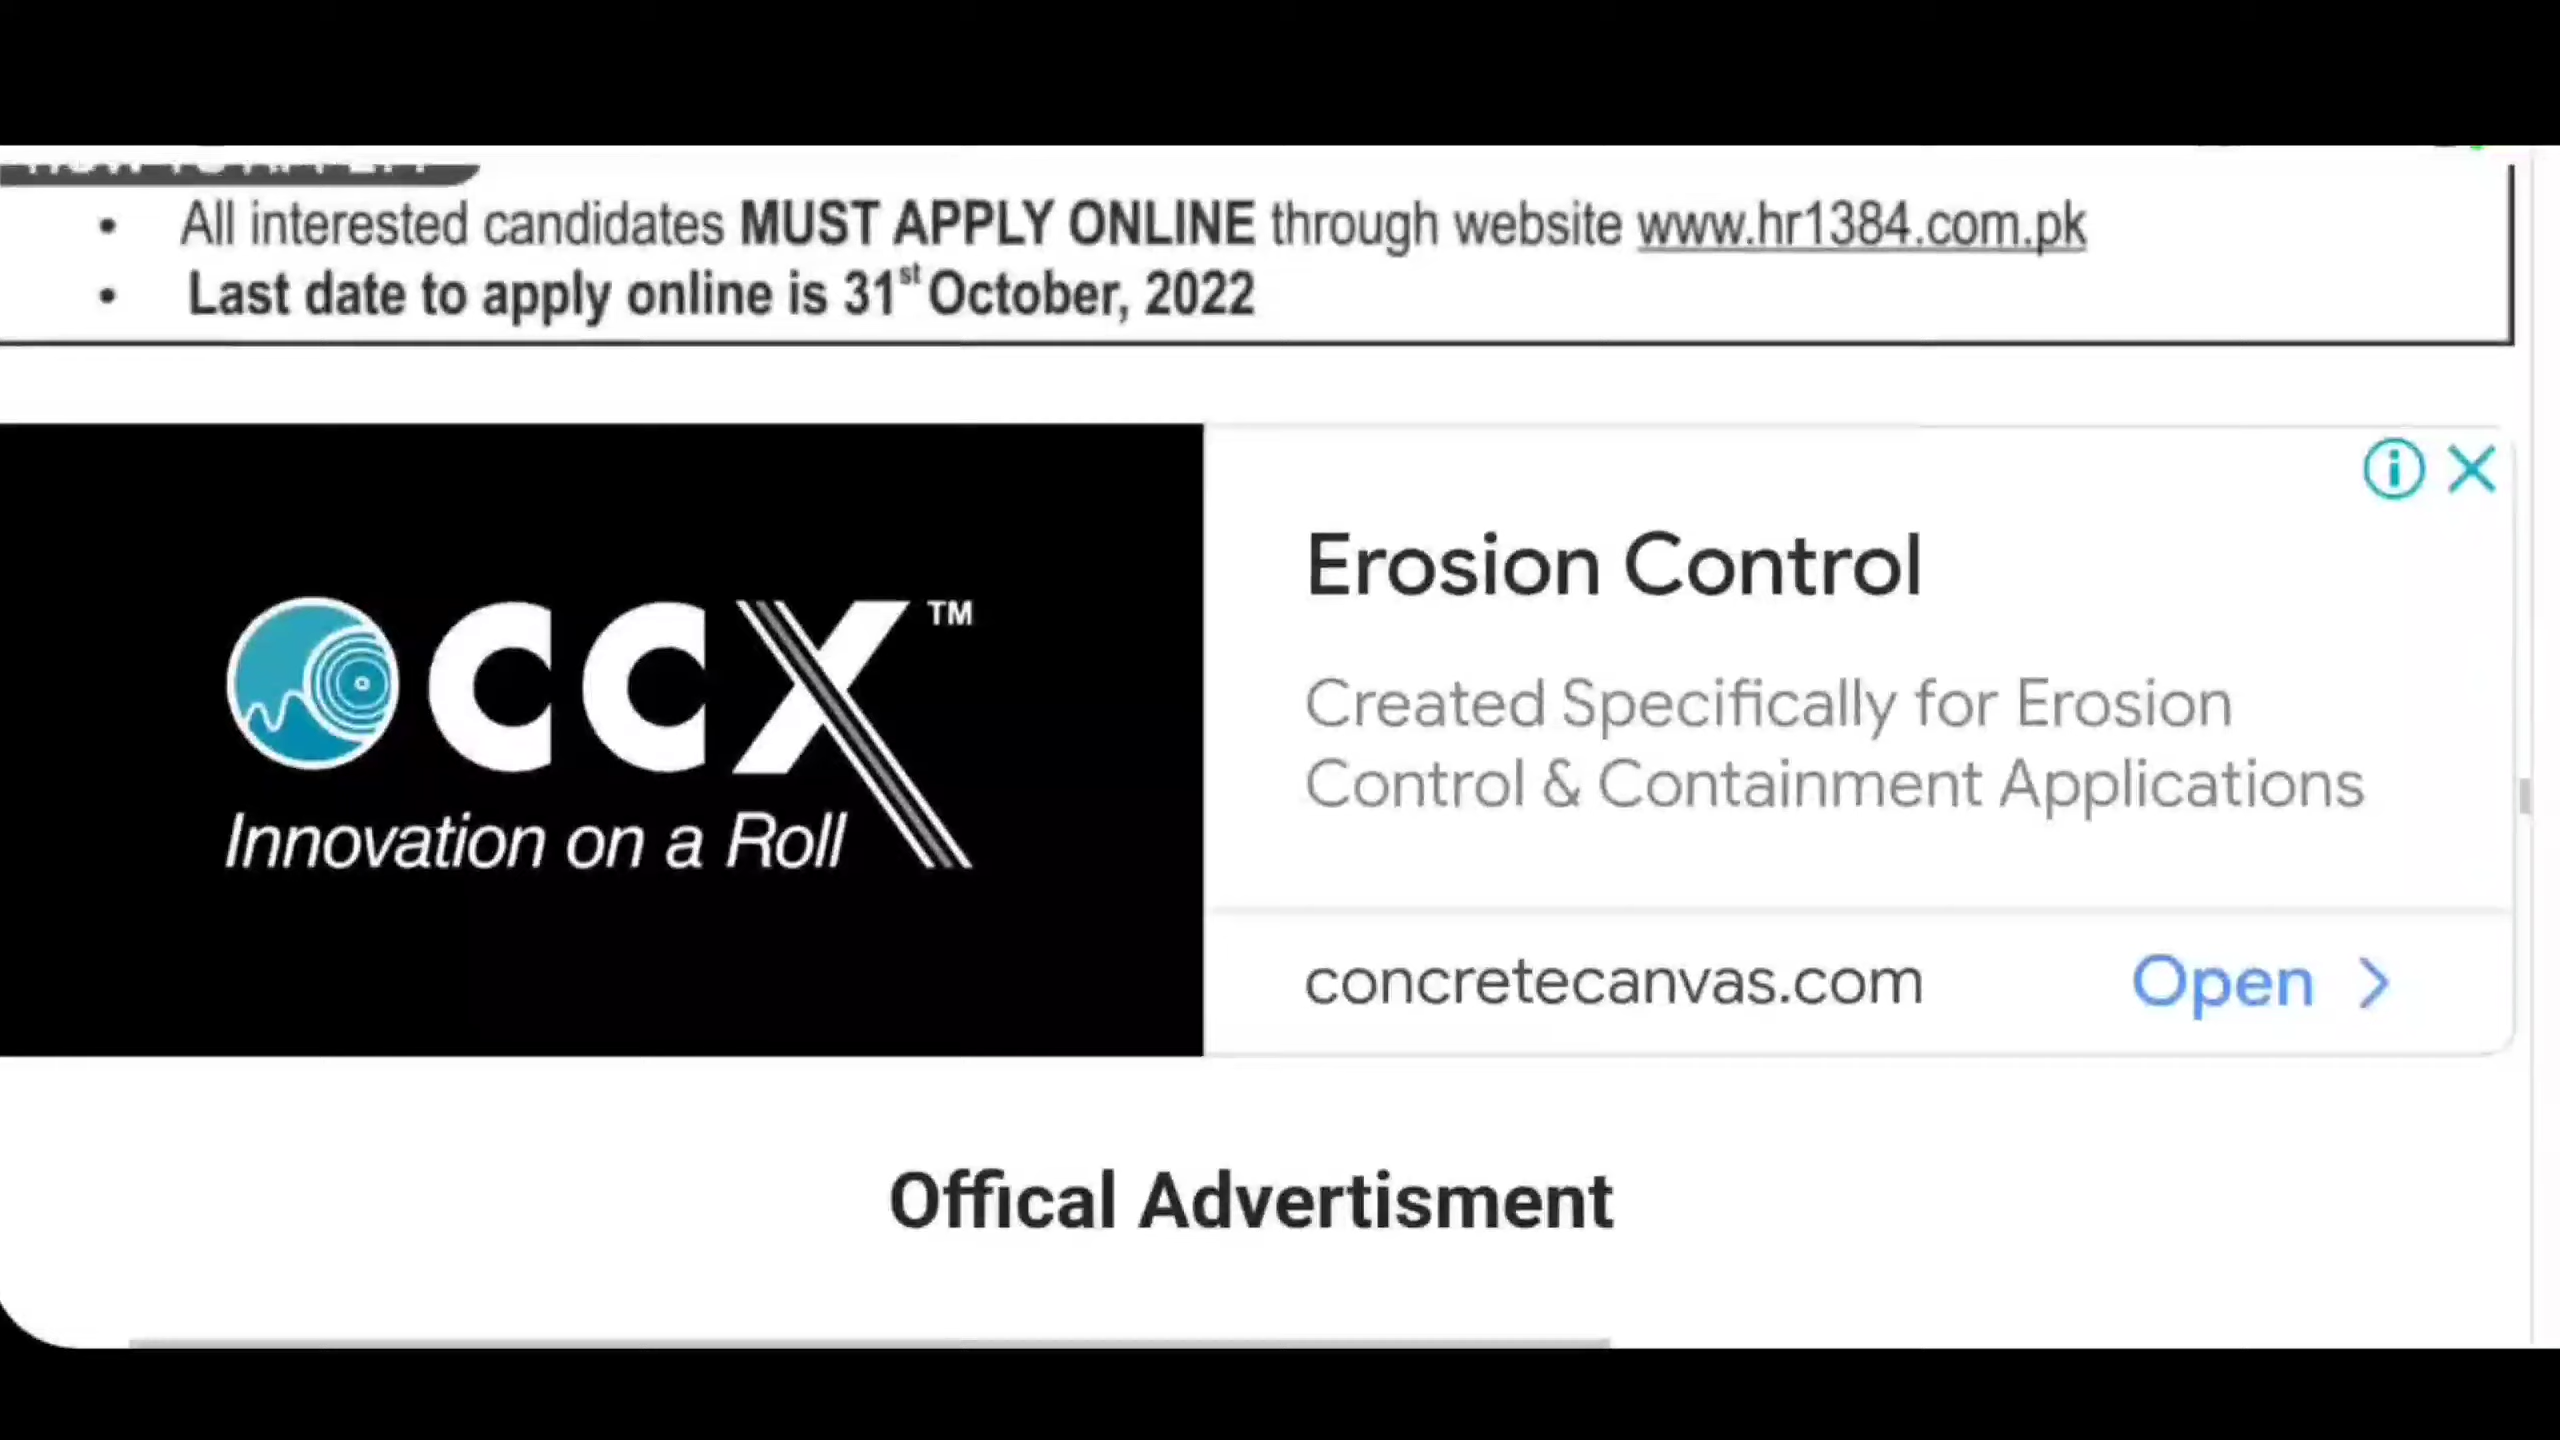 • All interested candidates MUST APPLY ONLINE through website www.hr1384.com.pk
• Last date to apply online is 31st October, 2022
CCX™
Innovation on a Roll
Erosion Control
Created Specifically for Erosion
Control & Containment Applications
concretecanvas.com
Open >
Offical Advertisment